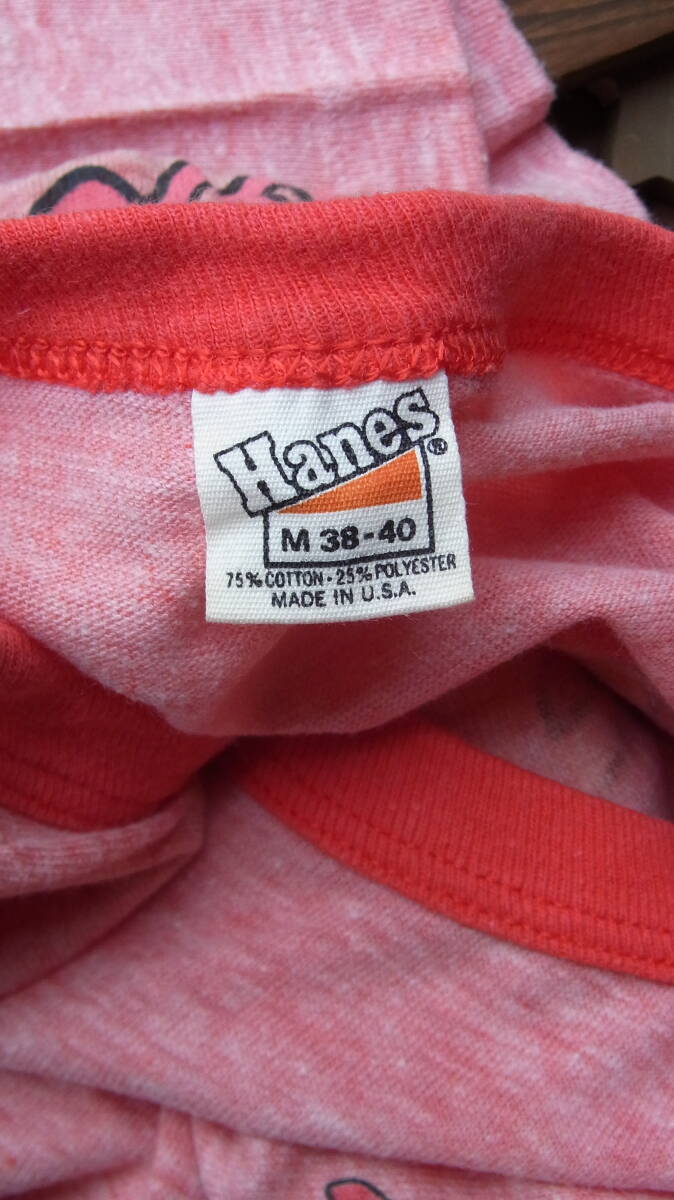 Hanes®
M 38-40
75% COTTON · 25% POLYESTER
MADE IN U.S.A.